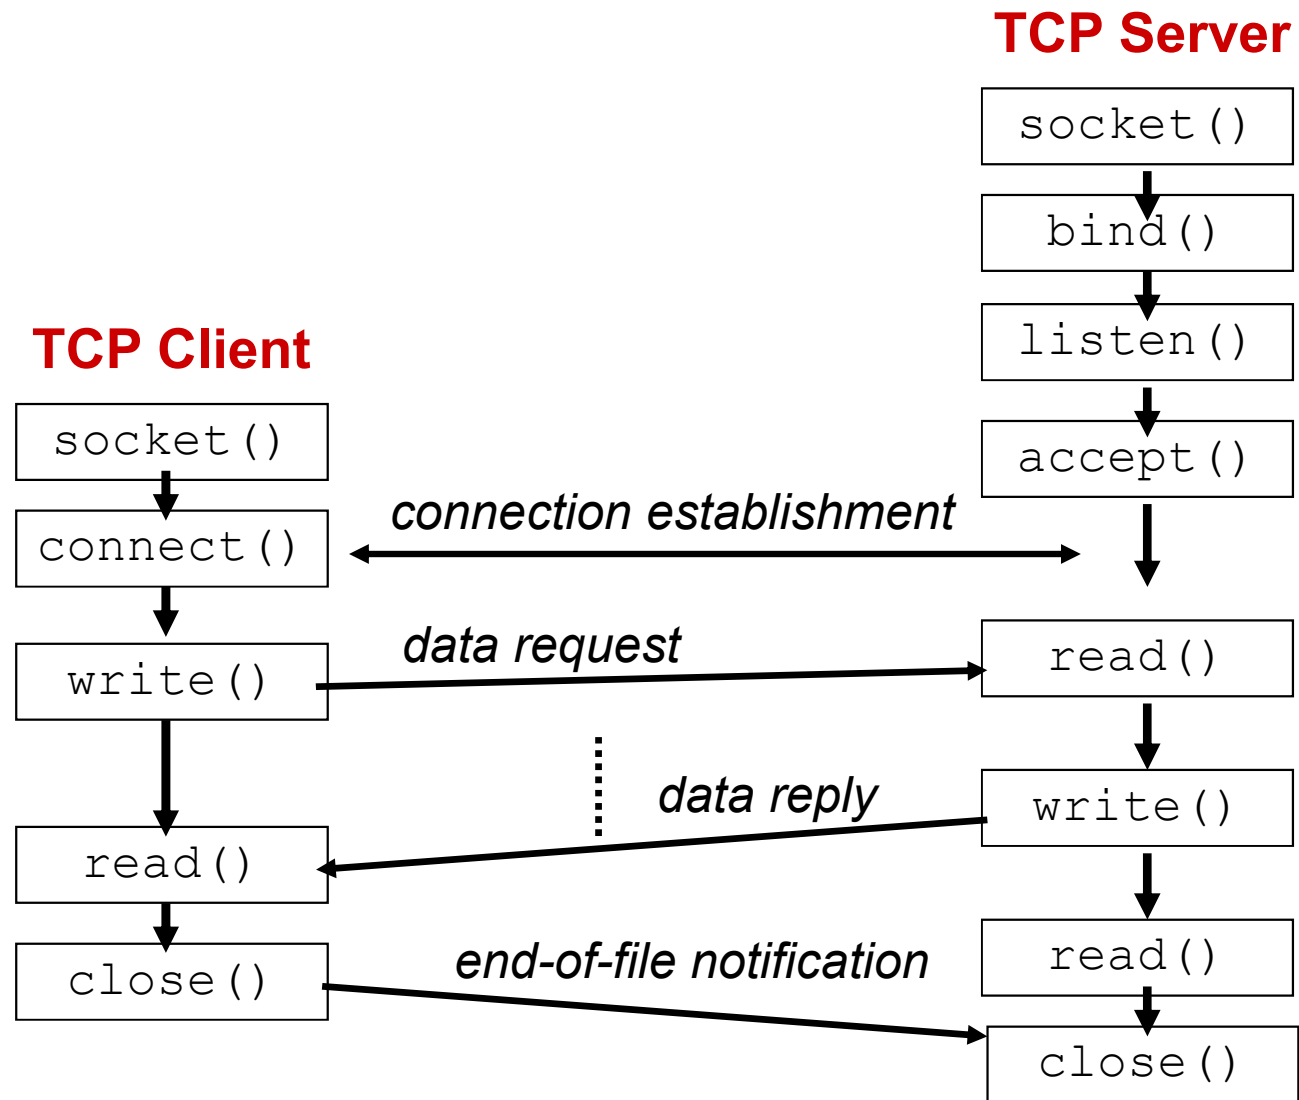 TCP Server
socket()
bind()
listen()
accept()
TCP Client
socket()
connect()
connection establishment
write()
data request
read()
data reply
write()
read()
read()
close()
end-of-file notification
close()